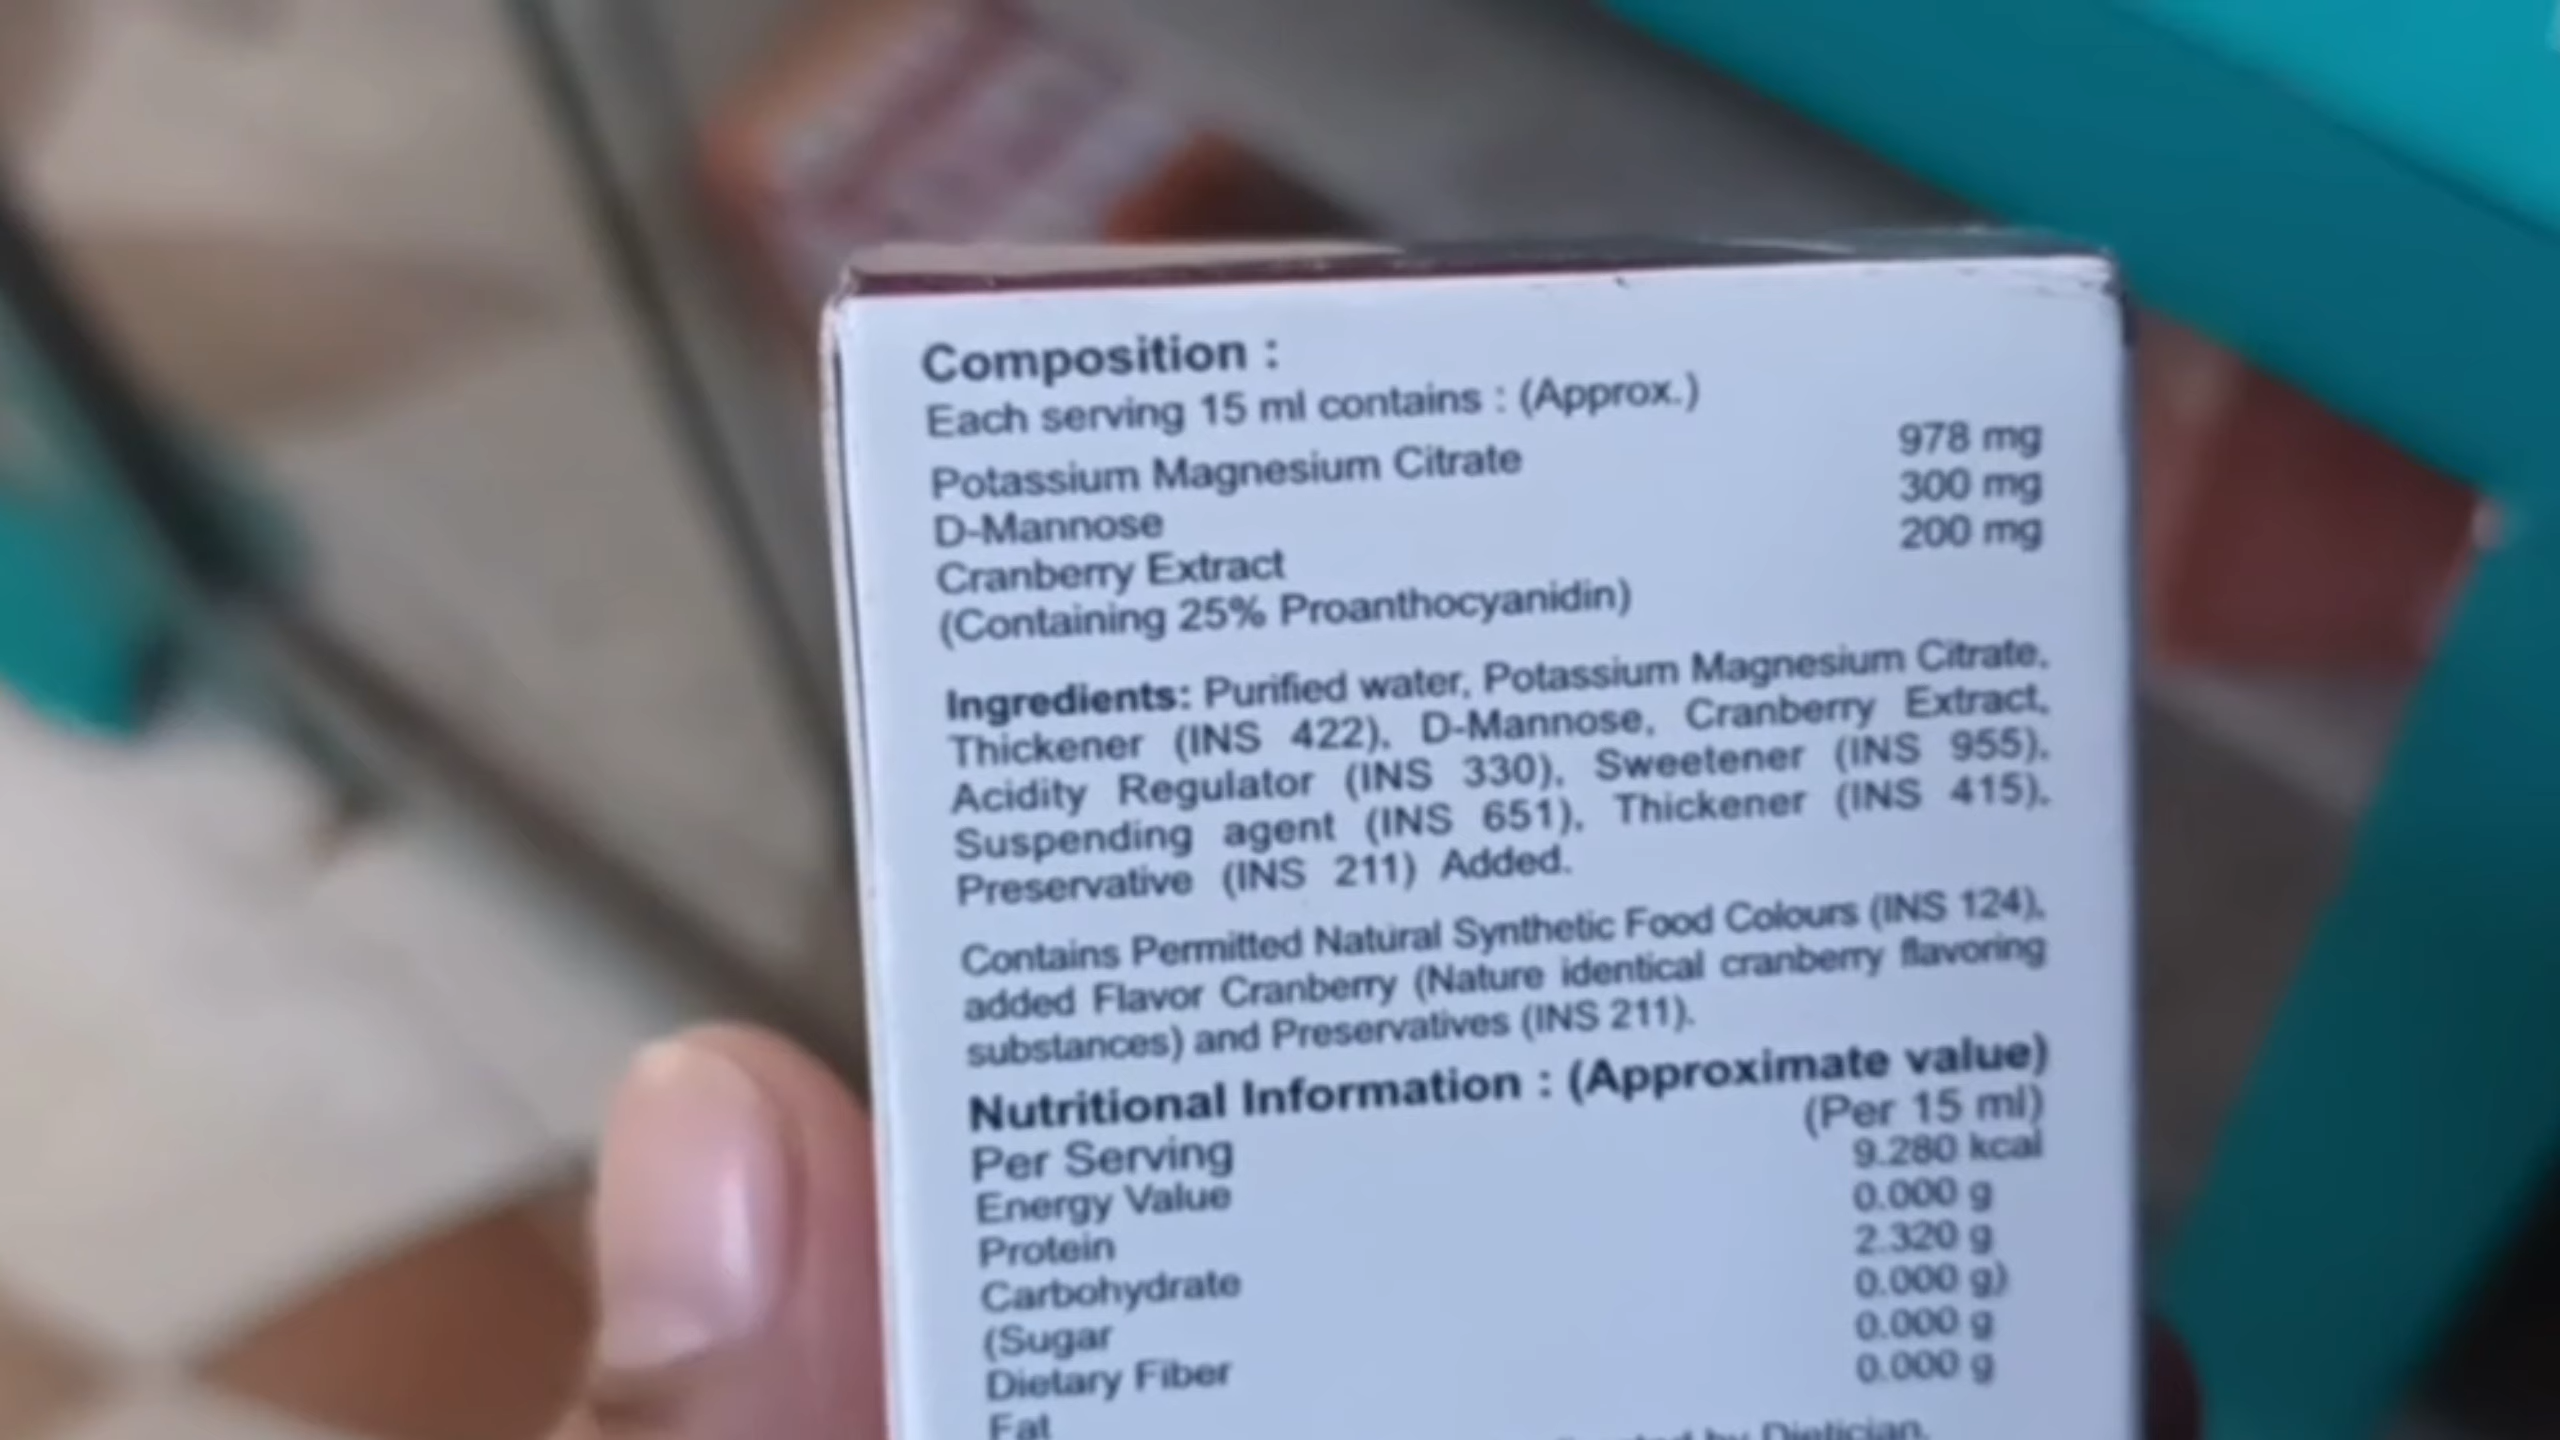 Composition :
Each serving 15 ml contains : (Approx.)
Potassium Magnesium Citrate 978 mg
D-Mannose 300 mg
Cranberry Extract 200 mg
(Containing 25% Proanthocyanidin)
Ingredients: Purified water, Potassium Magnesium Citrate,
Thickener (INS 422), D-Mannose, Cranberry Extract,
Acidity Regulator (INS 330), Sweetener (INS 955),
Suspending agent (INS 651), Thickener (INS 415),
Preservative (INS 211) Added.
Contains Permitted Natural Synthetic Food Colours (INS 124),
added Flavor Cranberry (Nature identical cranberry flavoring
substances) and Preservatives (INS 211).
Nutritional Information : (Approximate value)
Per Serving (Per 15 ml)
Energy Value 9.280 kcal
Protein 0.000 g
Carbohydrate 2.320 g
(Sugar 0.000 g)
Dietary Fiber 0.000 g
Fat 0.000 g
by Dietician.